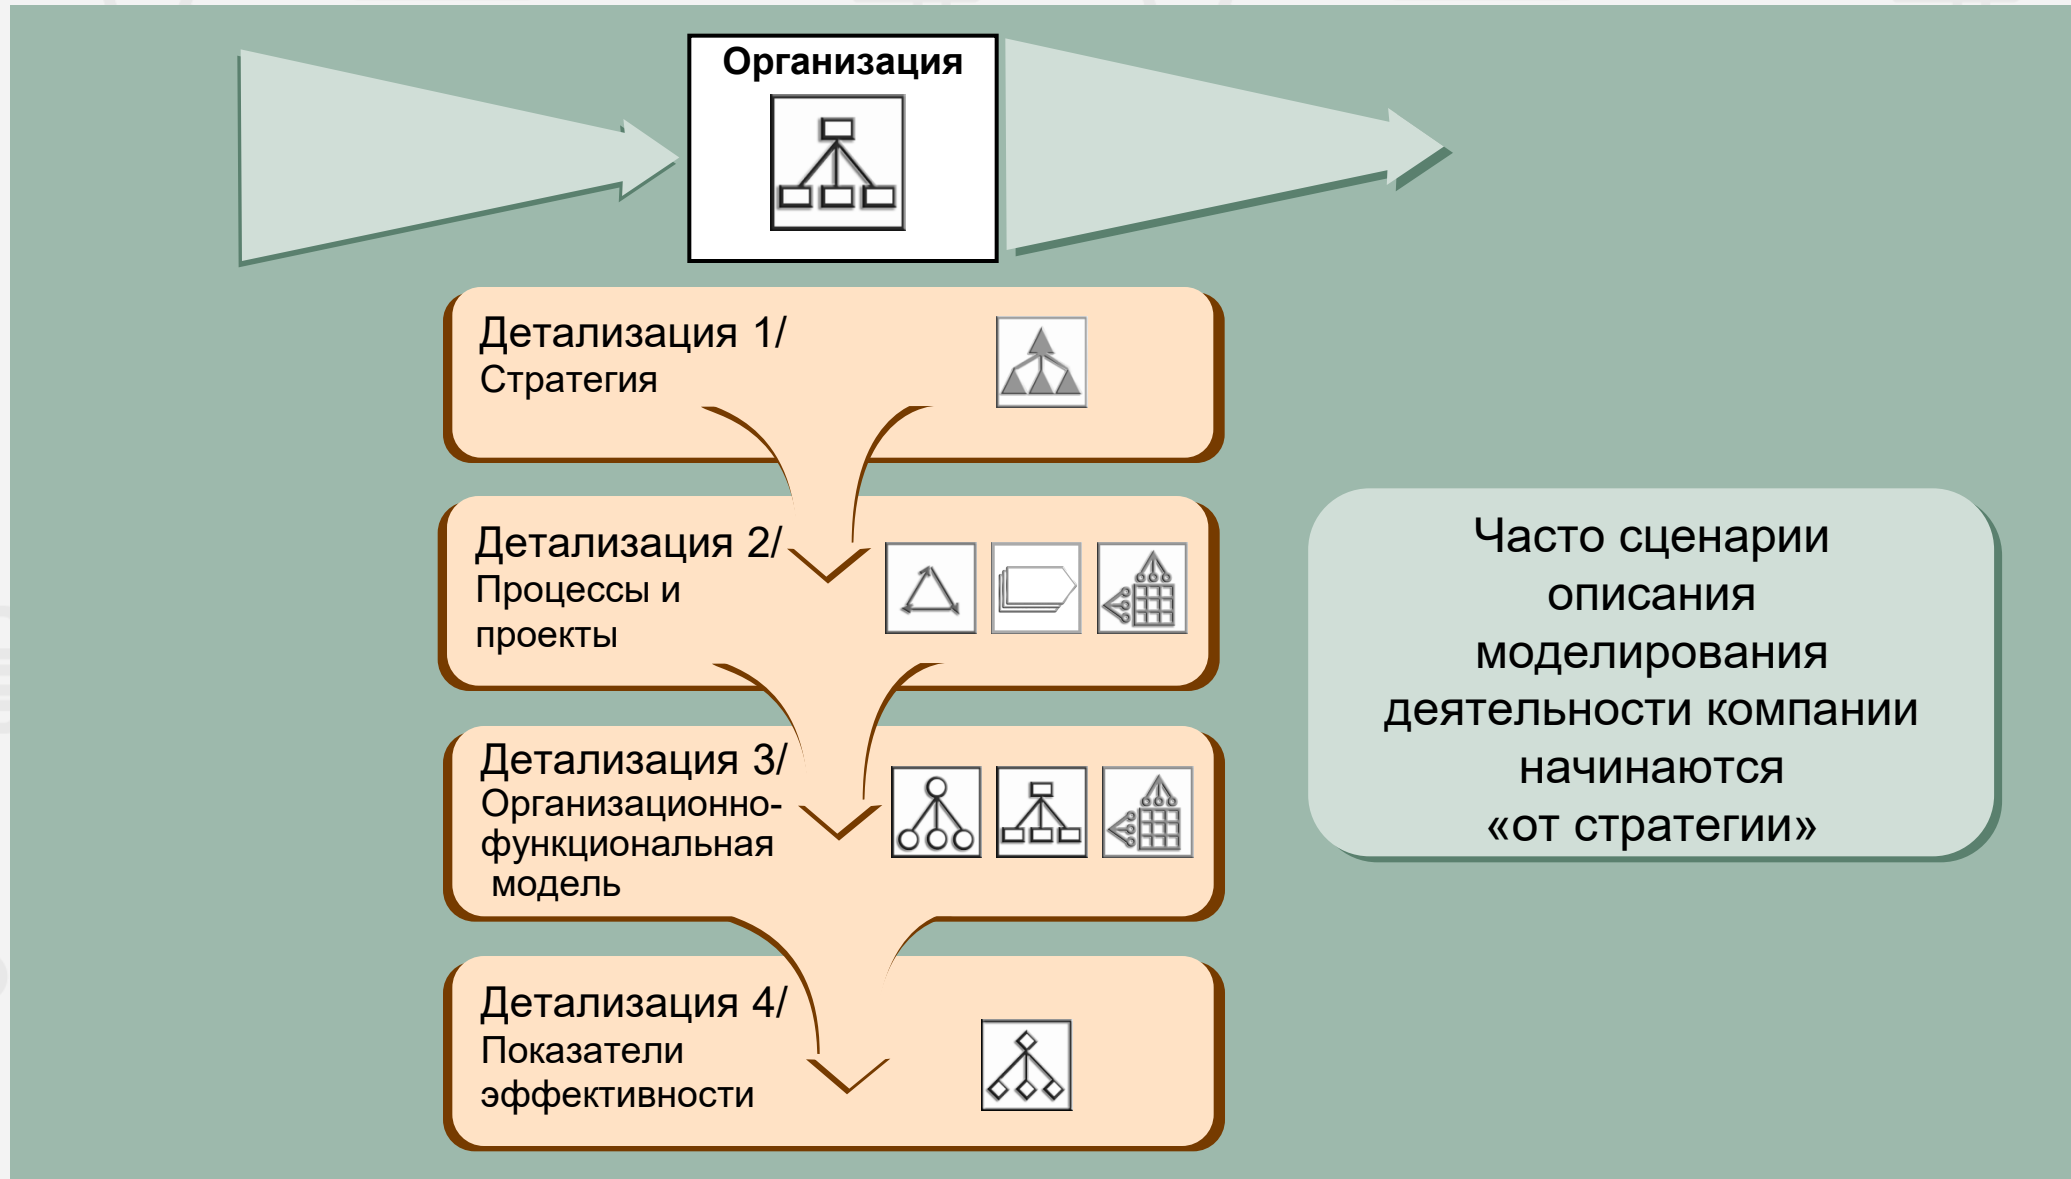 Организация
Детализация 1/
Стратегия
Детализация 2/
Процессы и
проекты
Детализация 3/
Организационно-
функциональная
модель
Детализация 4/
Показатели
эффективности
Часто сценарии
описания
моделирования
деятельности компании
начинаются
«от стратегии»